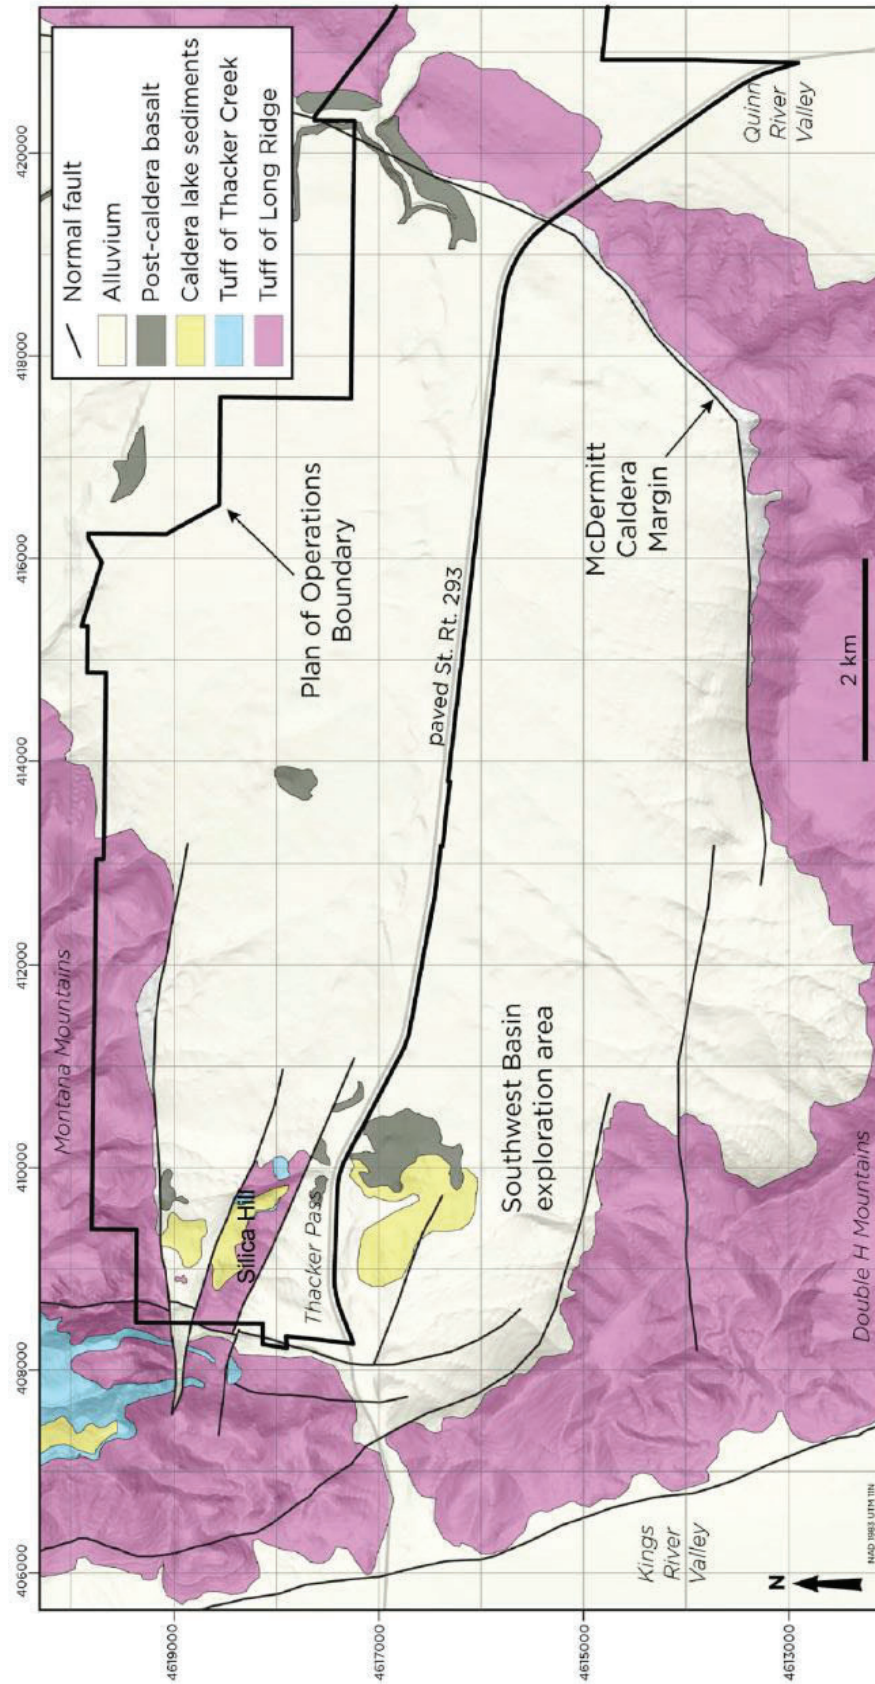 406000
408000
410000
412000
414000
416000
418000
420000
Normal fault
Alluvium
Post-caldera basalt
Caldera lake sediments
Tuff of Thacker Creek
Tuff of Long Ridge
Montana Mountains
Silica Hill
Thacker Pass
Plan of Operations
Boundary
paved St. Rt. 293
Southwest Basin
exploration area
McDermitt
Caldera
Margin
Quinn
River
Valley
Kings
River
Valley
Double H Mountains
2 km
N
NAD 1983 UTM 11N
4619000
4617000
4615000
4613000